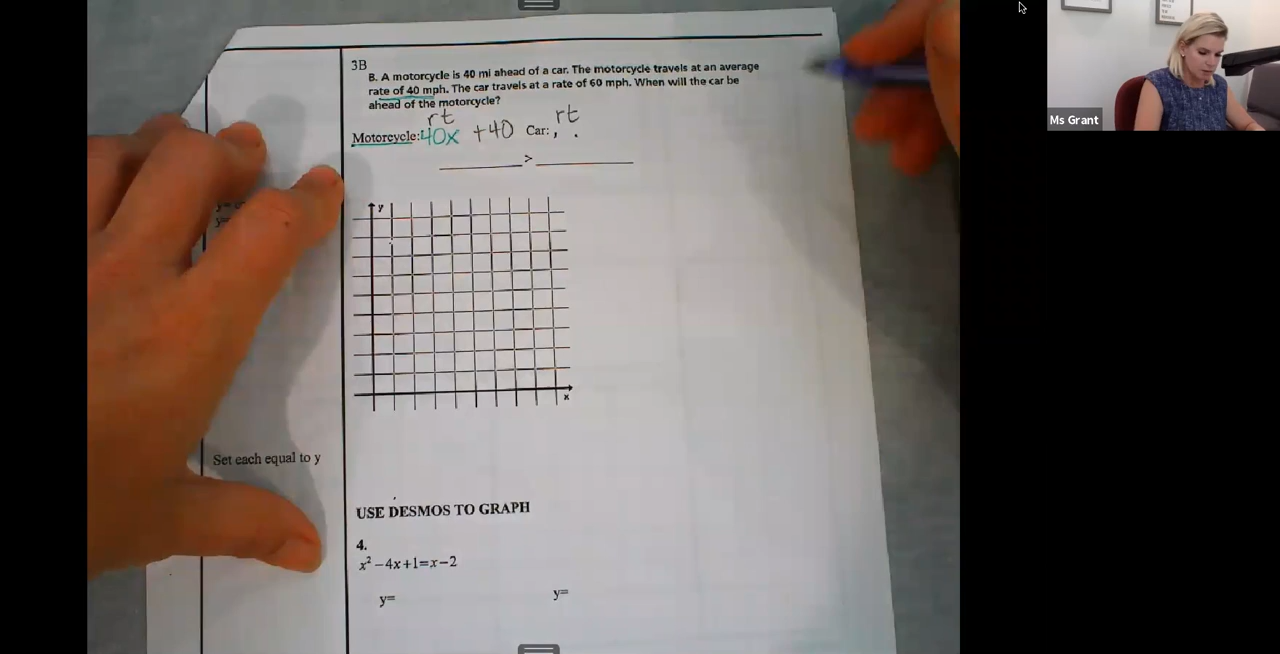 3B
B. A motorcycle is 40 mi ahead of a car. The motorcycle travels at an average
rate of 40 mph. The car travels at a rate of 60 mph. When will the car be
ahead of the motorcycle?
rt rt
Motorcycle: 40x +40 Car:
>
y
x
Set each equal to y
USE DESMOS TO GRAPH
4.
x² − 4x+1=x−2
y= y=
Ms Grant